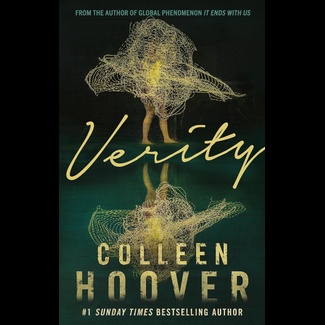 FROM THE AUTHOR OF GLOBAL PHENOMENON IT ENDS WITH US
Verity
COLLEEN
HOOVER
#1 SUNDAY TIMES BESTSELLING AUTHOR